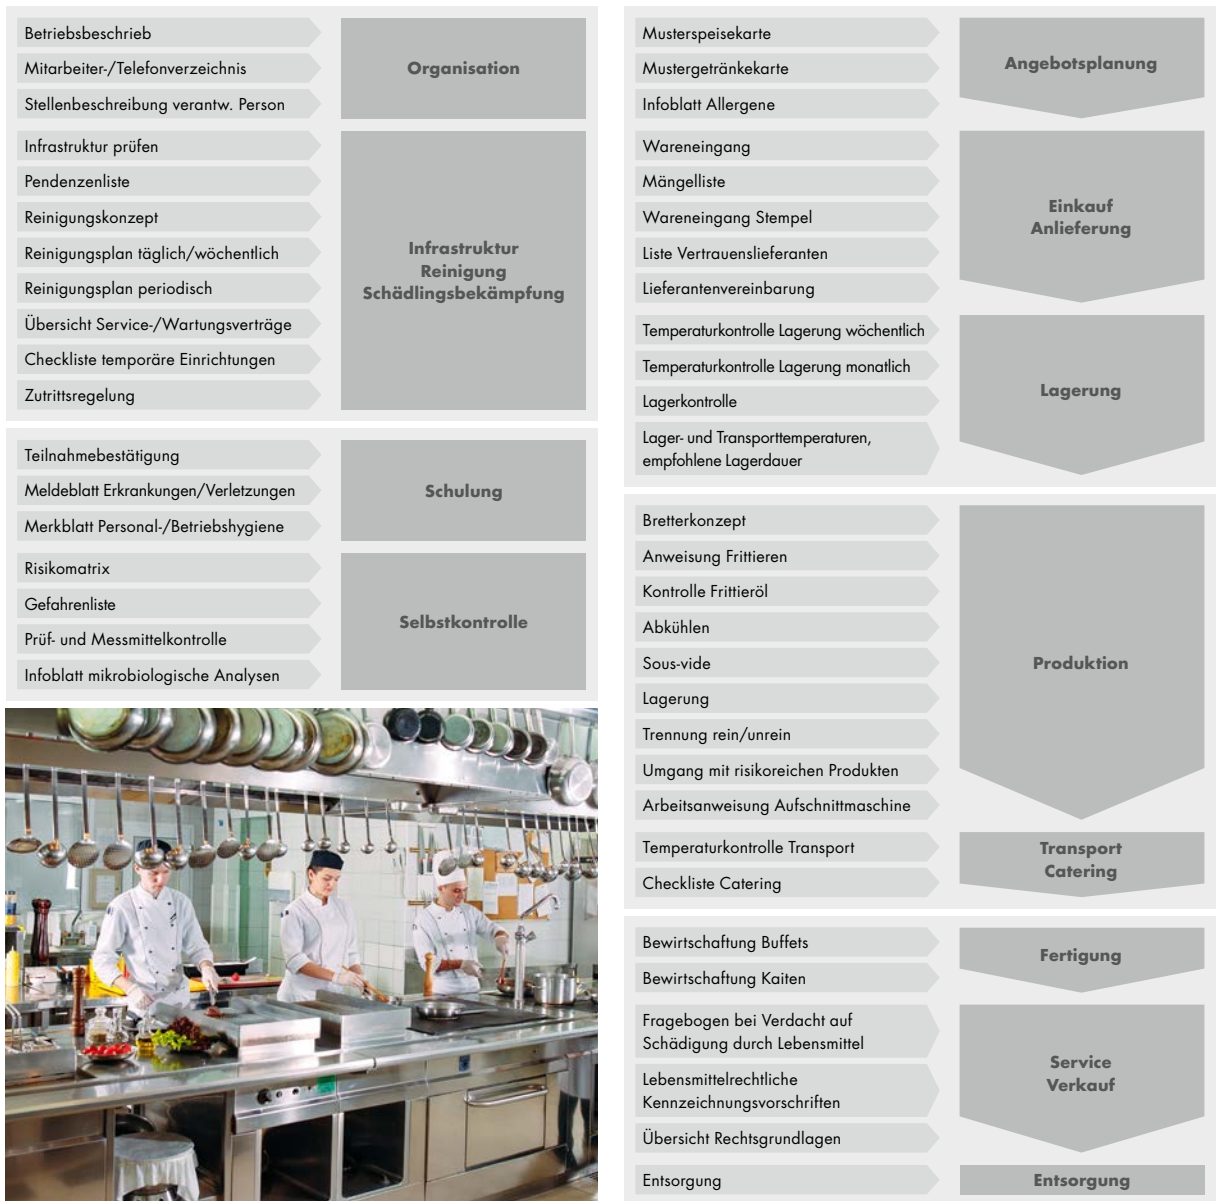 Betriebsbeschrieb
Mitarbeiter-/Telefonverzeichnis
Stellenbeschreibung verantw. Person
Organisation
Infrastruktur prüfen
Pendenzenliste
Reinigungskonzept
Reinigungsplan täglich/wöchentlich
Reinigungsplan periodisch
Übersicht Service-/Wartungsverträge
Checkliste temporäre Einrichtungen
Zutrittsregelung
Infrastruktur
Reinigung
Schädlingsbekämpfung
Teilnahmebestätigung
Meldeblatt Erkrankungen/Verletzungen
Merkblatt Personal-/Betriebshygiene
Schulung
Risikomatrix
Gefahrenliste
Prüf- und Messmittelkontrolle
Infoblatt mikrobiologische Analysen
Selbstkontrolle
Musterspeisekarte
Mustergetränkekarte
Infoblatt Allergene
Angebotsplanung
Wareneingang
Mängelliste
Wareneingang Stempel
Liste Vertrauenslieferanten
Lieferantenvereinbarung
Einkauf
Anlieferung
Temperaturkontrolle Lagerung wöchentlich
Temperaturkontrolle Lagerung monatlich
Lagerkontrolle
Lager- und Transporttemperaturen,
empfohlene Lagerdauer
Lagerung
Bretterkonzept
Anweisung Frittieren
Kontrolle Frittieröl
Abkühlen
Sous-vide
Lagerung
Trennung rein/unrein
Umgang mit risikoreichen Produkten
Arbeitsanweisung Aufschnittmaschine
Produktion
Temperaturkontrolle Transport
Checkliste Catering
Transport
Catering
Bewirtschaftung Buffets
Bewirtschaftung Kaiten
Fertigung
Fragebogen bei Verdacht auf
Schädigung durch Lebensmittel
Lebensmittelrechtliche
Kennzeichnungsvorschriften
Übersicht Rechtsgrundlagen
Service
Verkauf
Entsorgung
Entsorgung